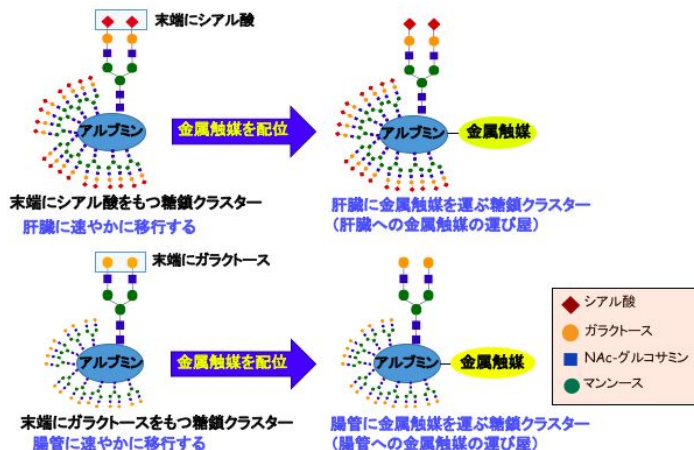 末端にシアル酸
アルブミン
金属触媒を配位
アルブミン
金属触媒
末端にシアル酸をもつ糖鎖クラスター
肝臓に速やかに移行する
肝臓に金属触媒を運ぶ糖鎖クラスター
(肝臓への金属触媒の運び屋)
末端にガラクトース
アルブミン
金属触媒を配位
アルブミン
金属触媒
末端にガラクトースをもつ糖鎖クラスター
腸管に速やかに移行する
腸管に金属触媒を運ぶ糖鎖クラスター
(腸管への金属触媒の運び屋)
シアル酸
ガラクトース
NAc-グルコサミン
マンノース